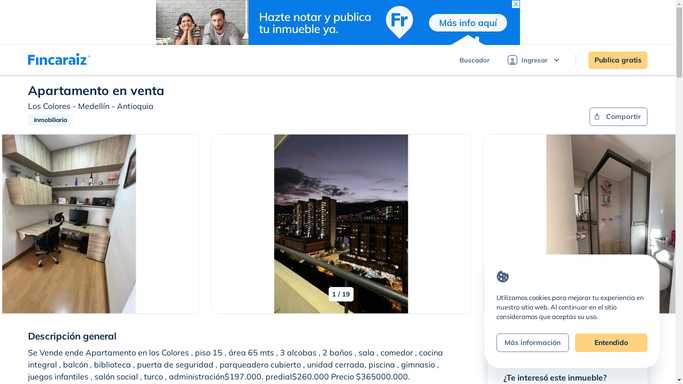 Hazte notar y publica
tu inmueble ya.
Fr
Más info aquí
Fincaraiz
Buscador
Ingresar
Publica gratis
Apartamento en venta
Los Colores - Medellín - Antioquia
Inmobiliaria
Compartir
1 / 19
Utilizamos cookies para mejorar tu experiencia en
nuestro sitio web. Al continuar en el sitio
consideramos que aceptas su uso.
Más información
Entendido
Descripción general
Se Vende ende Apartamento en las Colores , piso 15 , área 65 mts , 3 alcobas , 2 baños , sala , comedor , cocina
integral , balcón , biblioteca , puerta de seguridad , parqueadero cubierto , unidad cerrada, piscina , gimnasio ,
juegos infantiles , salón social , turco , administración$197.000, predial$260.000 Precio $365000.000.
¿Te interesó este inmueble?